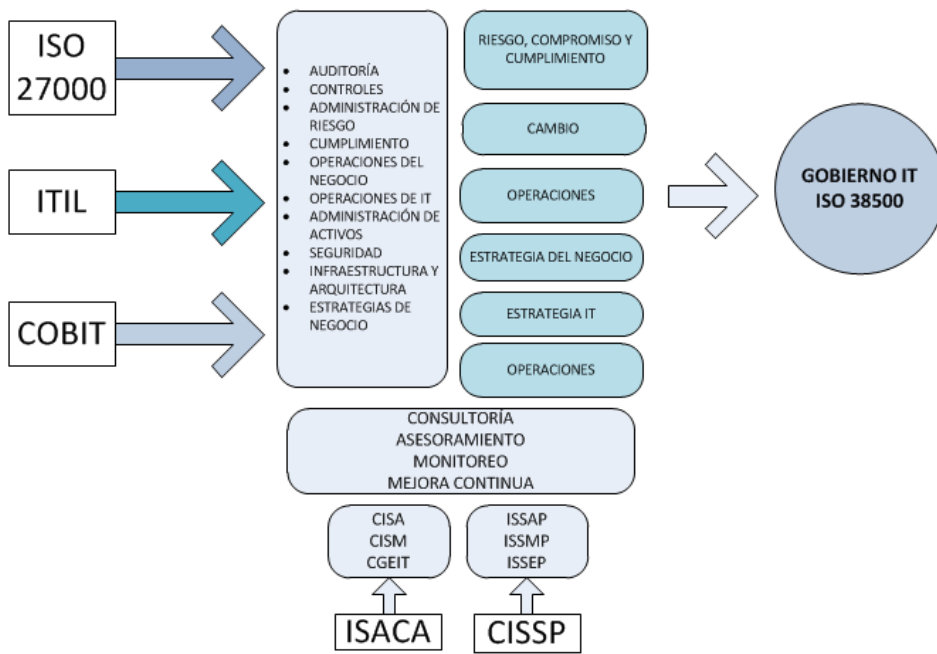 ISO
27000
ITIL
COBIT
• AUDITORÍA
• CONTROLES
• ADMINISTRACIÓN DE
RIESGO
• CUMPLIMIENTO
• OPERACIONES DEL
NEGOCIO
• OPERACIONES DE IT
• ADMINISTRACIÓN DE
ACTIVOS
• SEGURIDAD
• INFRAESTRUCTURA Y
ARQUITECTURA
• ESTRATEGIAS DE
NEGOCIO
RIESGO, COMPROMISO Y
CUMPLIMIENTO
CAMBIO
OPERACIONES
ESTRATEGIA DEL NEGOCIO
ESTRATEGIA IT
OPERACIONES
GOBIERNO IT
ISO 38500
CONSULTORÍA
ASESORAMIENTO
MONITOREO
MEJORA CONTINUA
CISA
CISM
CGEIT
ISSAP
ISSMP
ISSEP
ISACA
CISSP